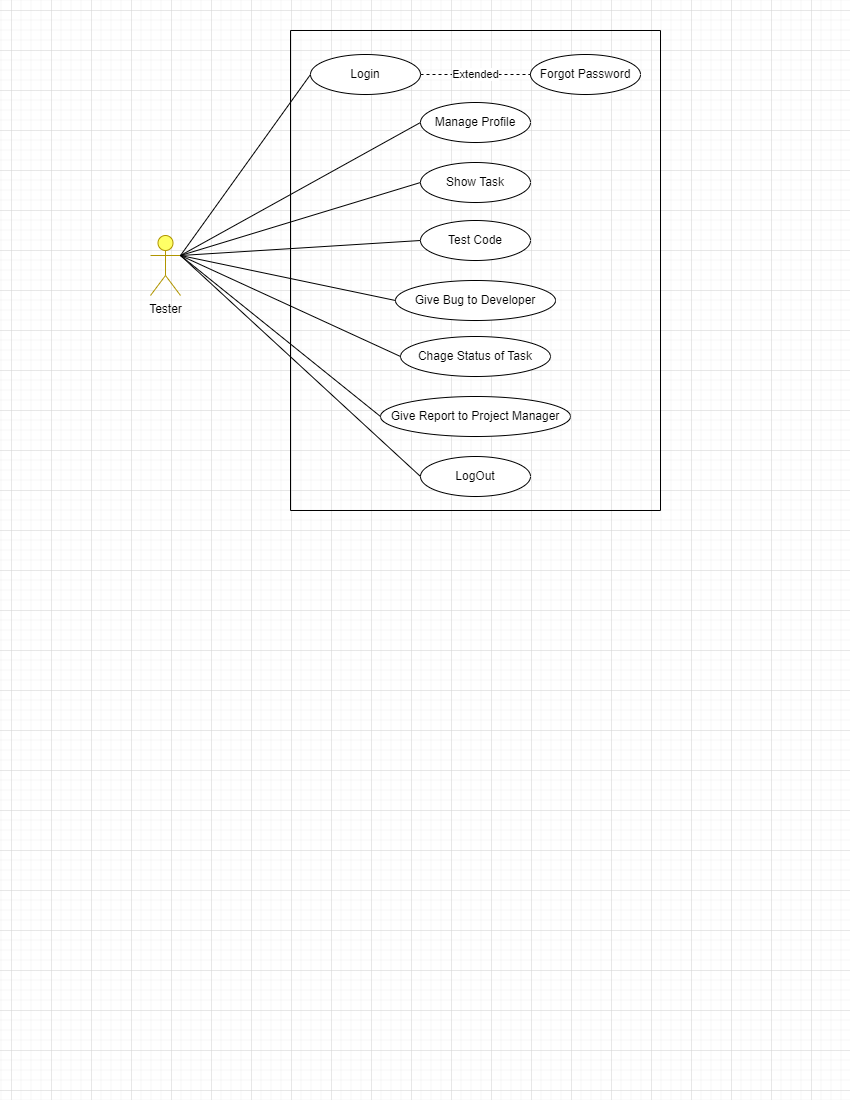 Login
Extended
Forgot Password
Manage Profile
Show Task
Test Code
Give Bug to Developer
Tester
Chage Status of Task
Give Report to Project Manager
LogOut